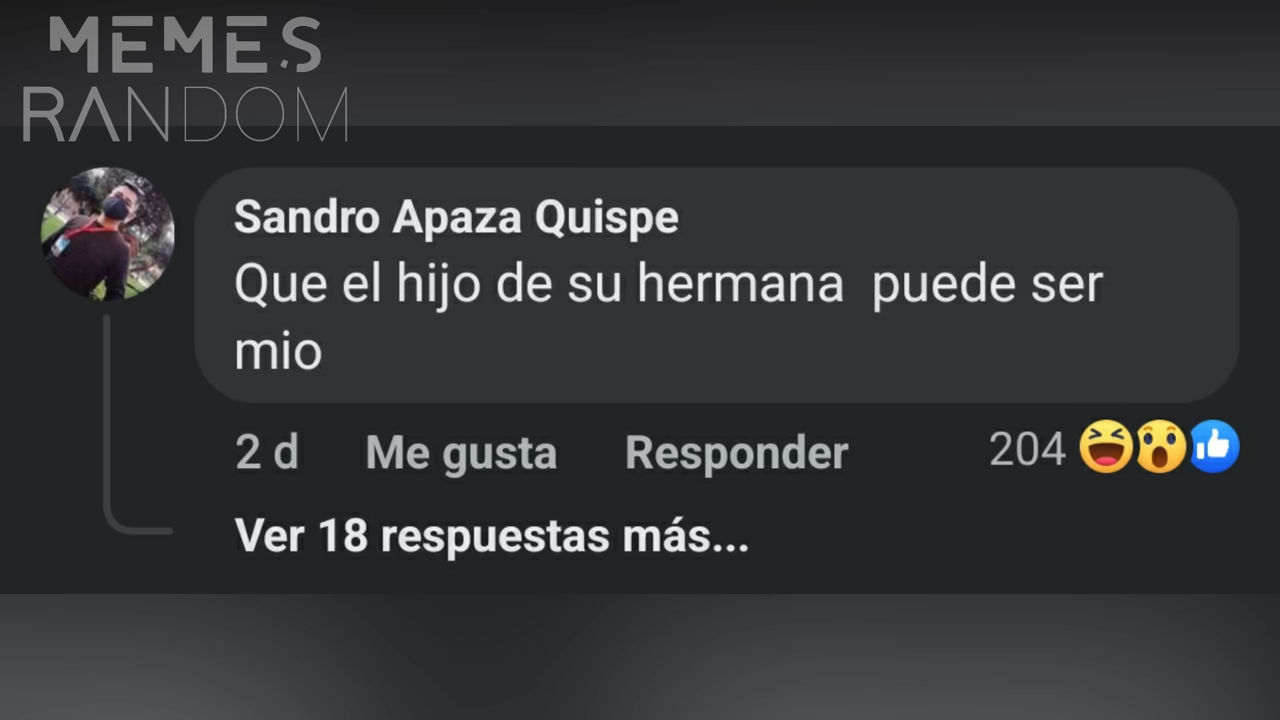 MEMES
RANDOM
Sandro Apaza Quispe
Que el hijo de su hermana  puede ser
mio
2 d Me gusta Responder 204
Ver 18 respuestas más...